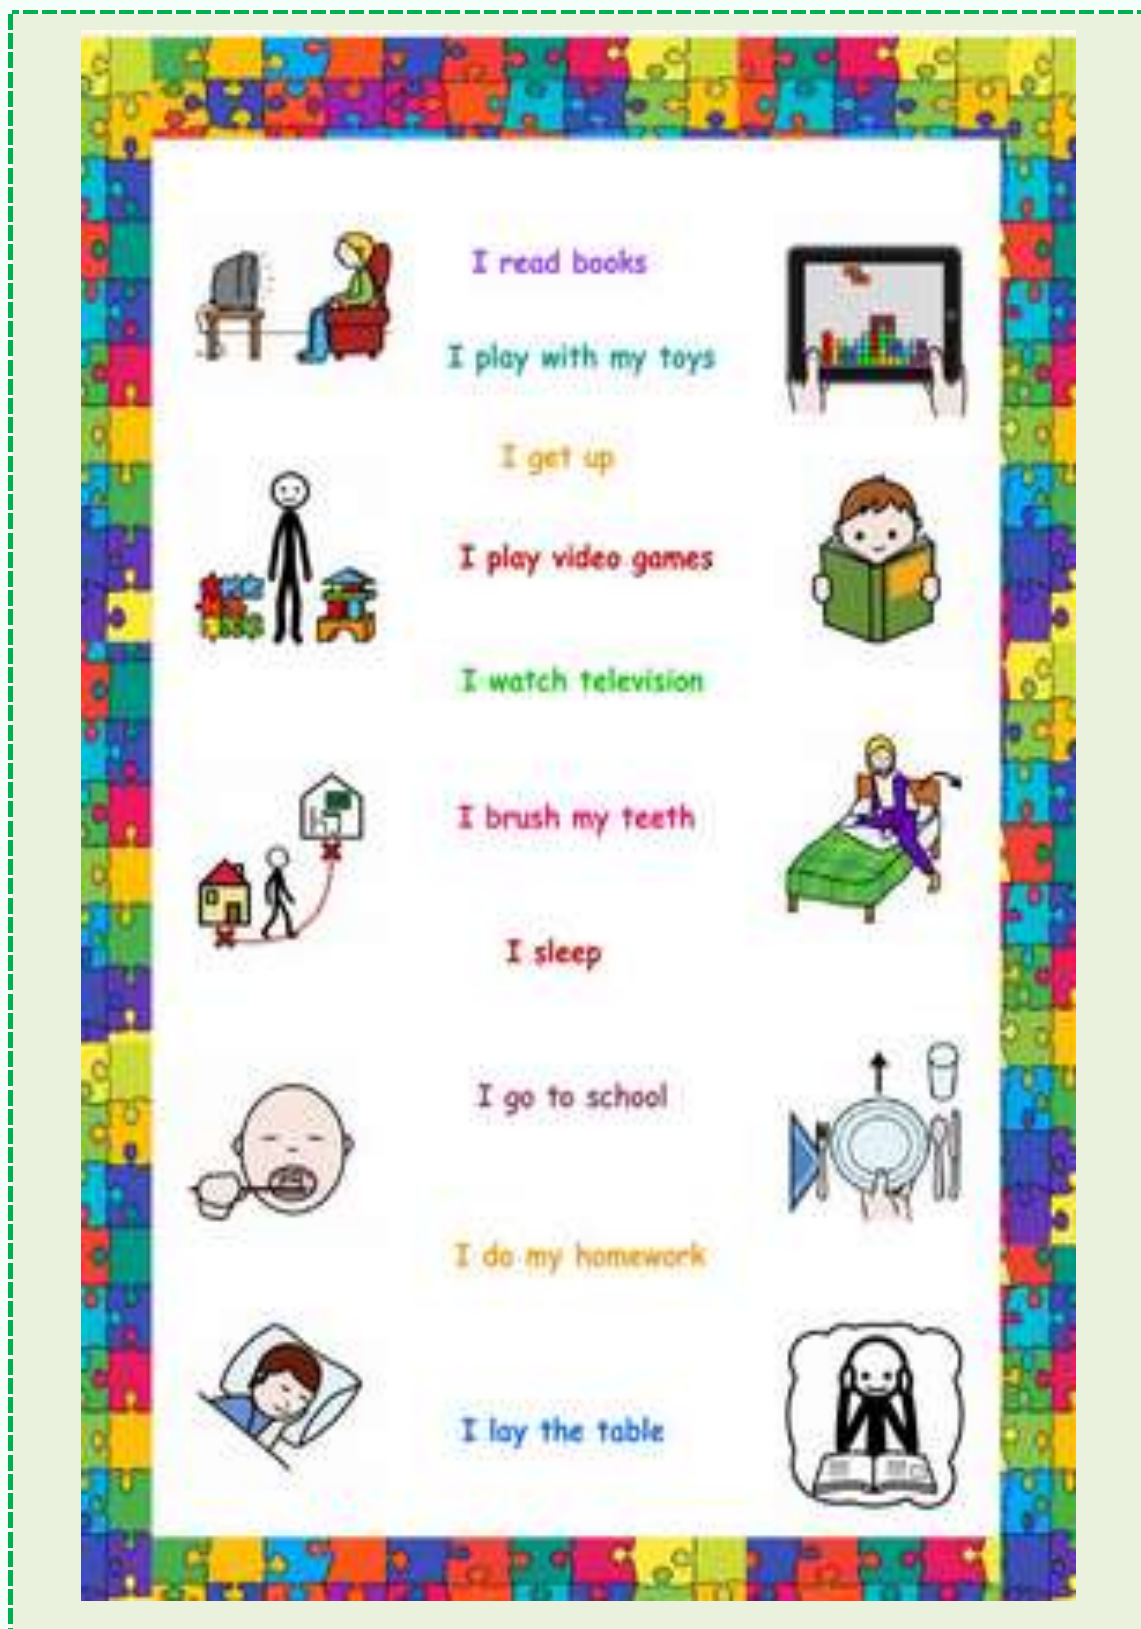 I read books
I play with my toys
I get up
I play video games
I watch television
I brush my teeth
I sleep
I go to school
I do my homework
I lay the table